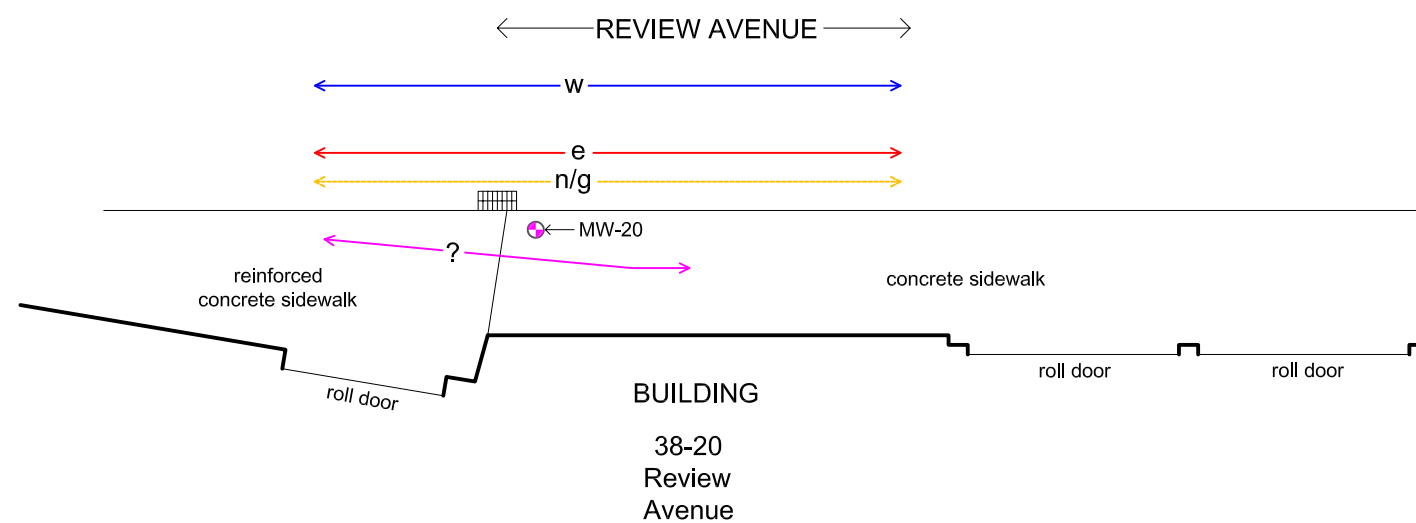 REVIEW AVENUE
w
e
n/g
MW-20
?
reinforced
concrete sidewalk
concrete sidewalk
roll door
roll door
roll door
BUILDING
38-20
Review
Avenue